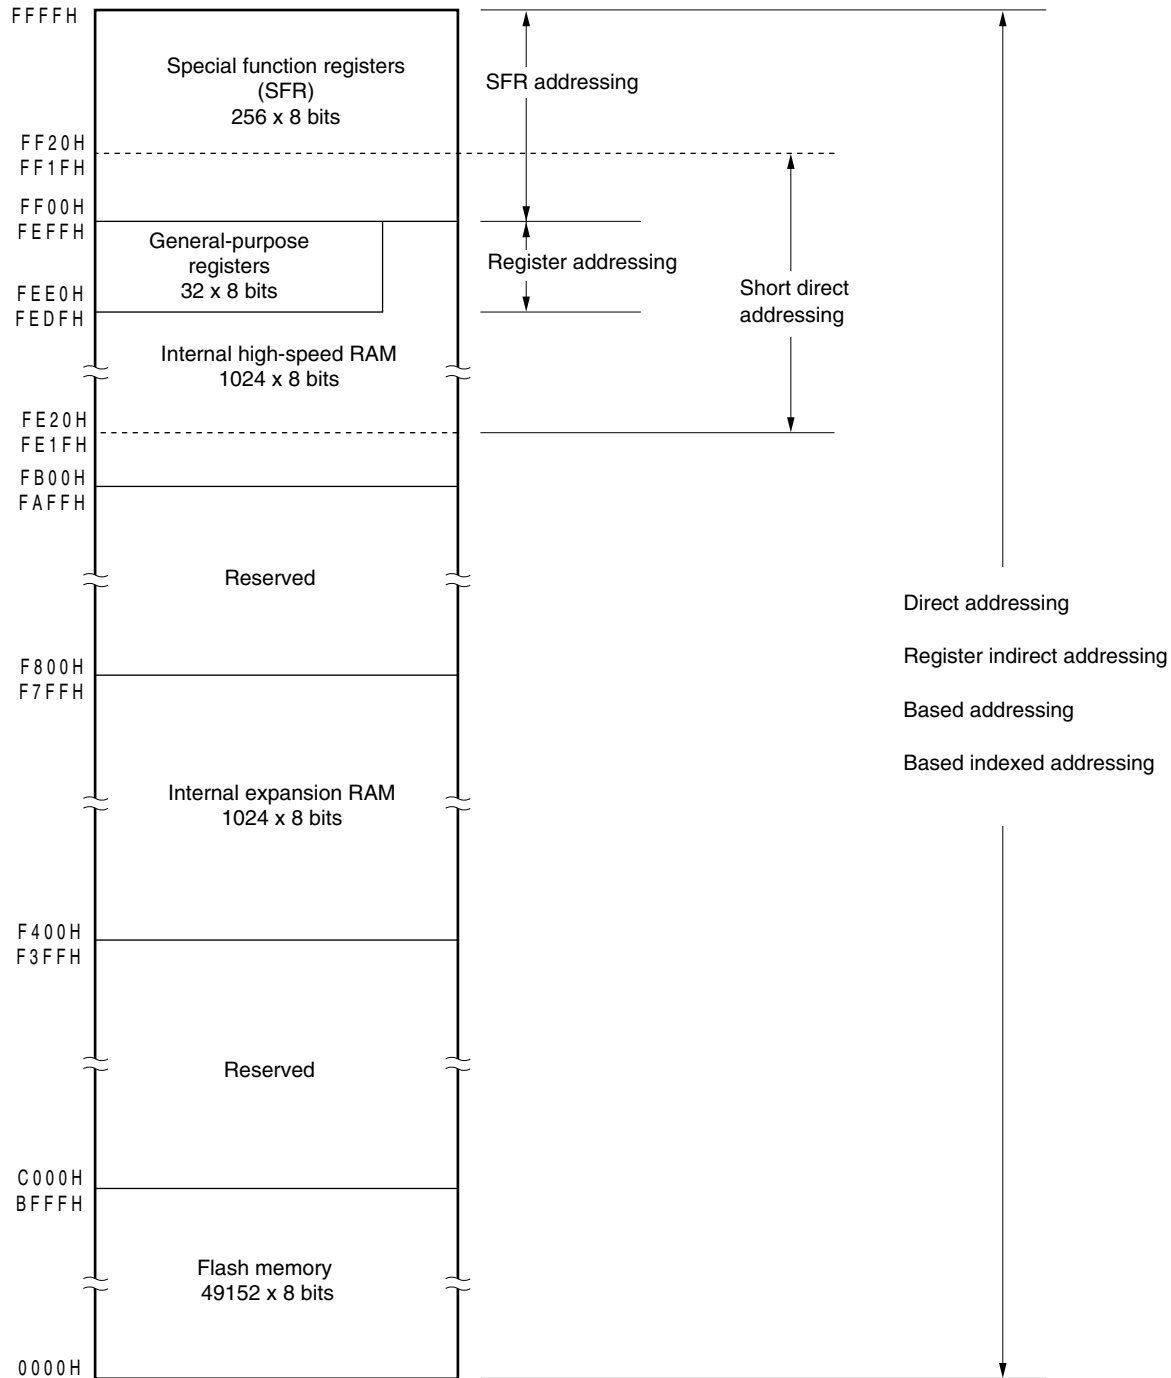 FFFFH
Special function registers
(SFR)
256 x 8 bits
SFR addressing
FF20H
FF1FH
FF00H
FEFFH
General-purpose
registers
32 x 8 bits
Register addressing
Short direct
addressing
FEE0H
FEDFH
Internal high-speed RAM
1024 x 8 bits
FE20H
FE1FH
FB00H
FAFFH
Reserved
Direct addressing
Register indirect addressing
Based addressing
Based indexed addressing
F800H
F7FFH
Internal expansion RAM
1024 x 8 bits
F400H
F3FFH
Reserved
C000H
BFFFH
Flash memory
49152 x 8 bits
0000H